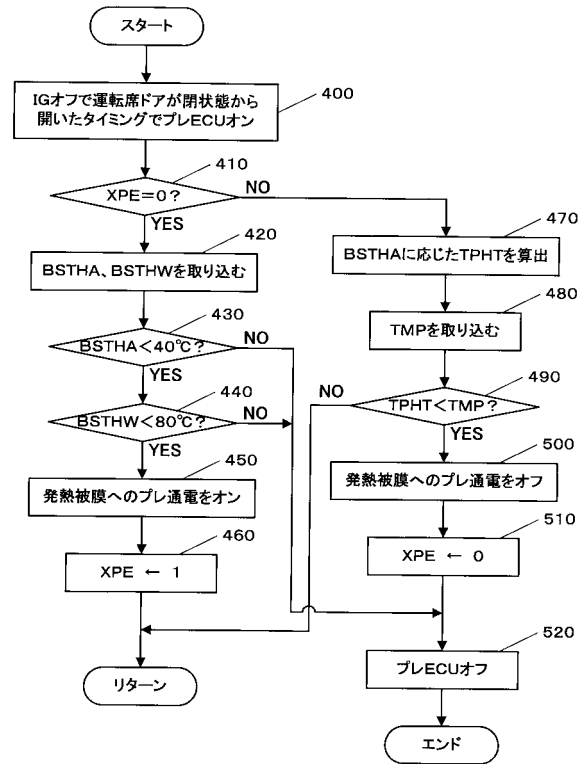 スタート
IGオフで運転席ドアが閉状態から
開いたタイミングでプレECUオン
400
410
XPE=0?
NO
YES
420
BSTHA、BSTHWを取り込む
430
BSTHA<40℃?
NO
YES
440
BSTHW<80℃?
NO
YES
450
発熱被膜へのプレ通電をオン
460
XPE ← 1
リターン
470
BSTHAに応じたTPHTを算出
480
TMPを取り込む
490
NO
TPHT<TMP?
YES
500
発熱被膜へのプレ通電をオフ
510
XPE ← 0
520
プレECUオフ
エンド